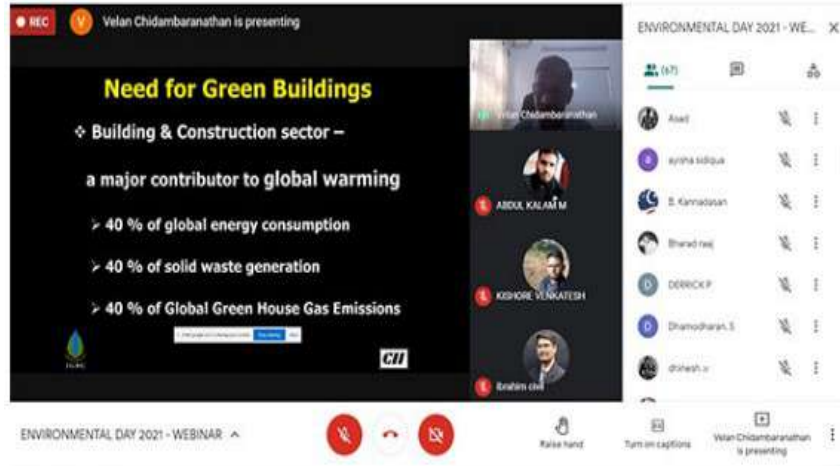 REC
V
Velan Chidambaranathan is presenting
Need for Green Buildings
❖ Building & Construction sector –
a major contributor to global warming
➢ 40 % of global energy consumption
➢ 40 % of solid waste generation
➢ 40 % of Global Green House Gas Emissions
CII
Velan Chidambaranathan
ABDUL KALAM M
KISHORE VENKATESH
Ibrahim civil
ENVIRONMENTAL DAY 2021 - WE... X
(67)
Asad
a
aysha sidiqua
B. Kannadasan
Bharad raaj
D
DERRICK P
D
Dhamodharan. S
dhinesh.v
ENVIRONMENTAL DAY 2021 - WEBINAR
Raise hand
Turn on captions
Velan Chidambaranathan
is presenting